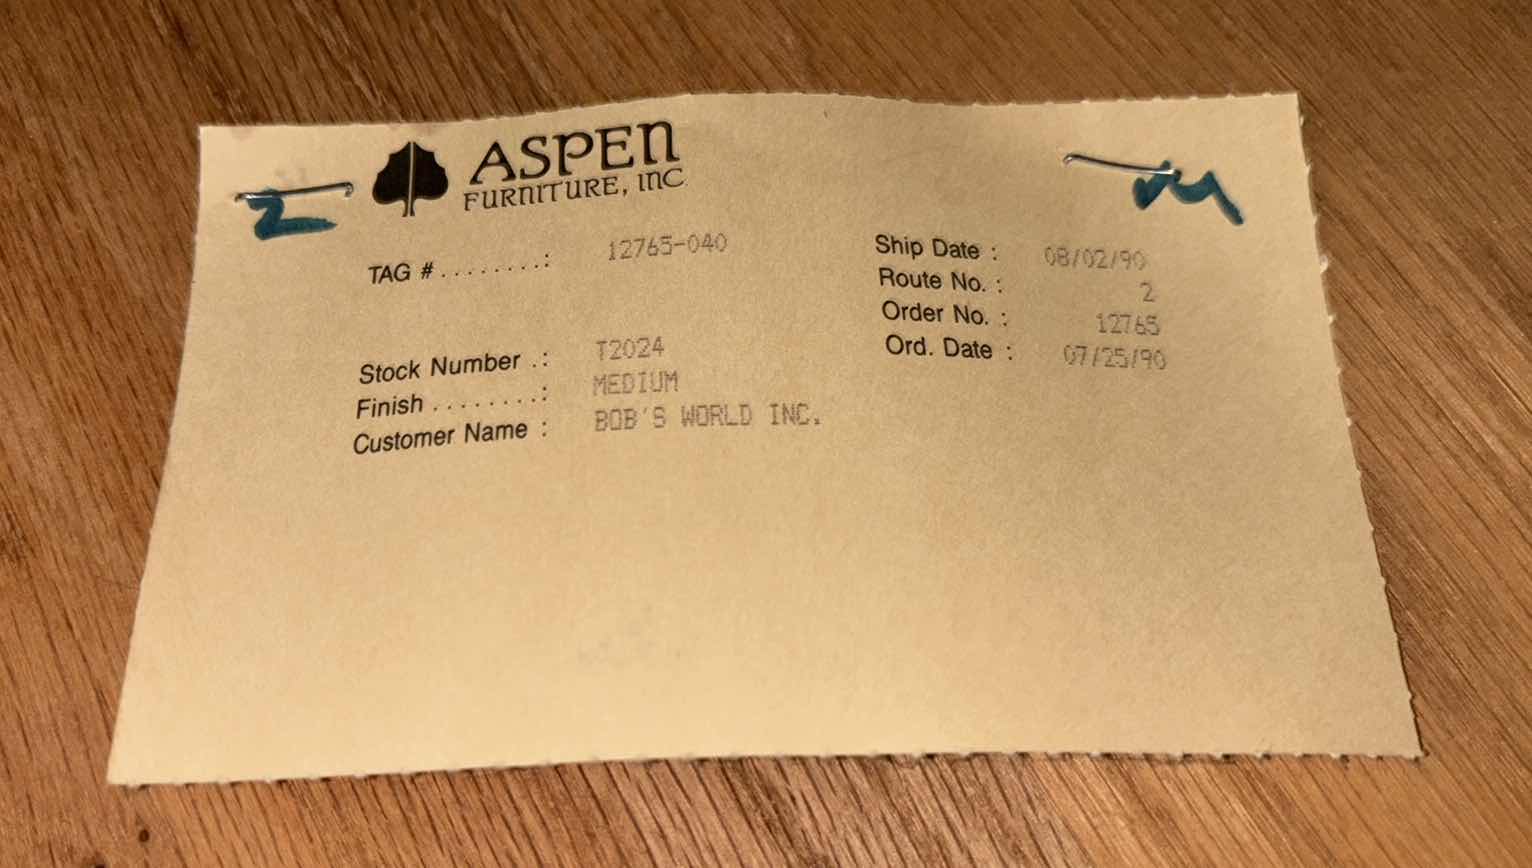 ASPEN
FURNITURE, INC
2
M
TAG # ........: 12765-040
Ship Date : 08/02/90
Route No. : 2
Order No. : 12765
Ord. Date : 07/25/90
Stock Number .: T2024
Finish ........: MEDIUM
Customer Name : BOB'S WORLD INC.